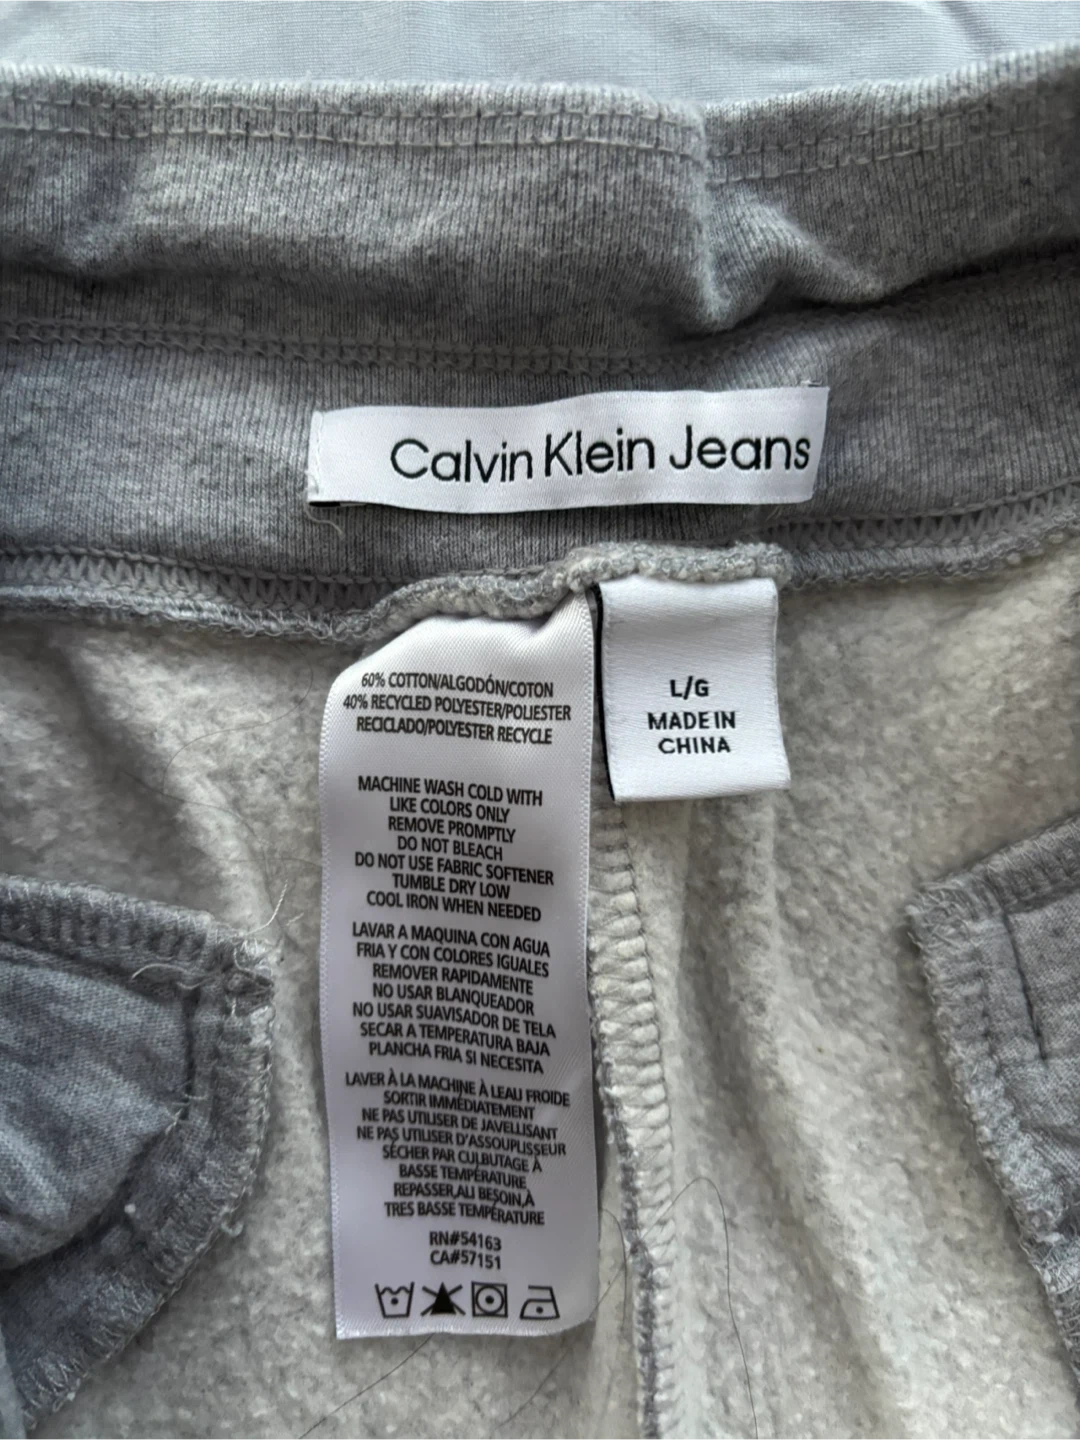 Calvin Klein Jeans
L/G
MADE IN
CHINA
60% COTTON/ALGODÓN/COTON
40% RECYCLED POLYESTER/POLIESTER
RECICLADO/POLYESTER RECYCLE
MACHINE WASH COLD WITH
LIKE COLORS ONLY
REMOVE PROMPTLY
DO NOT BLEACH
DO NOT USE FABRIC SOFTENER
TUMBLE DRY LOW
COOL IRON WHEN NEEDED
LAVAR A MAQUINA CON AGUA
FRIA Y CON COLORES IGUALES
REMOVER RAPIDAMENTE
NO USAR BLANQUEADOR
NO USAR SUAVISADOR DE TELA
SECAR A TEMPERATURA BAJA
PLANCHA FRIA SI NECESITA
LAVER À LA MACHINE À LEAU FROIDE
SORTIR IMMÉDIATEMENT
NE PAS UTILISER DE JAVELLISANT
NE PAS UTILISER D'ASSOUPLISSEUR
SÉCHER PAR CULBUTAGE À
BASSE TEMPÉRATURE
REPASSER,AU BESOIN,À
TRES BASSE TEMPÉRATURE
RN#54163
CA#57151